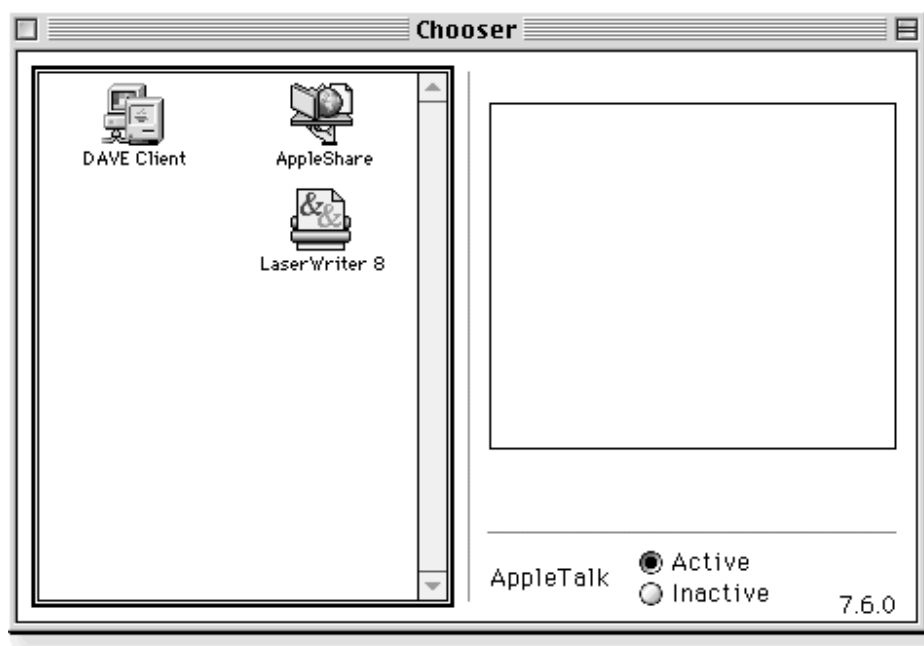 Chooser
DAVE Client
AppleShare
LaserWriter 8
AppleTalk
Active
Inactive
7.6.0